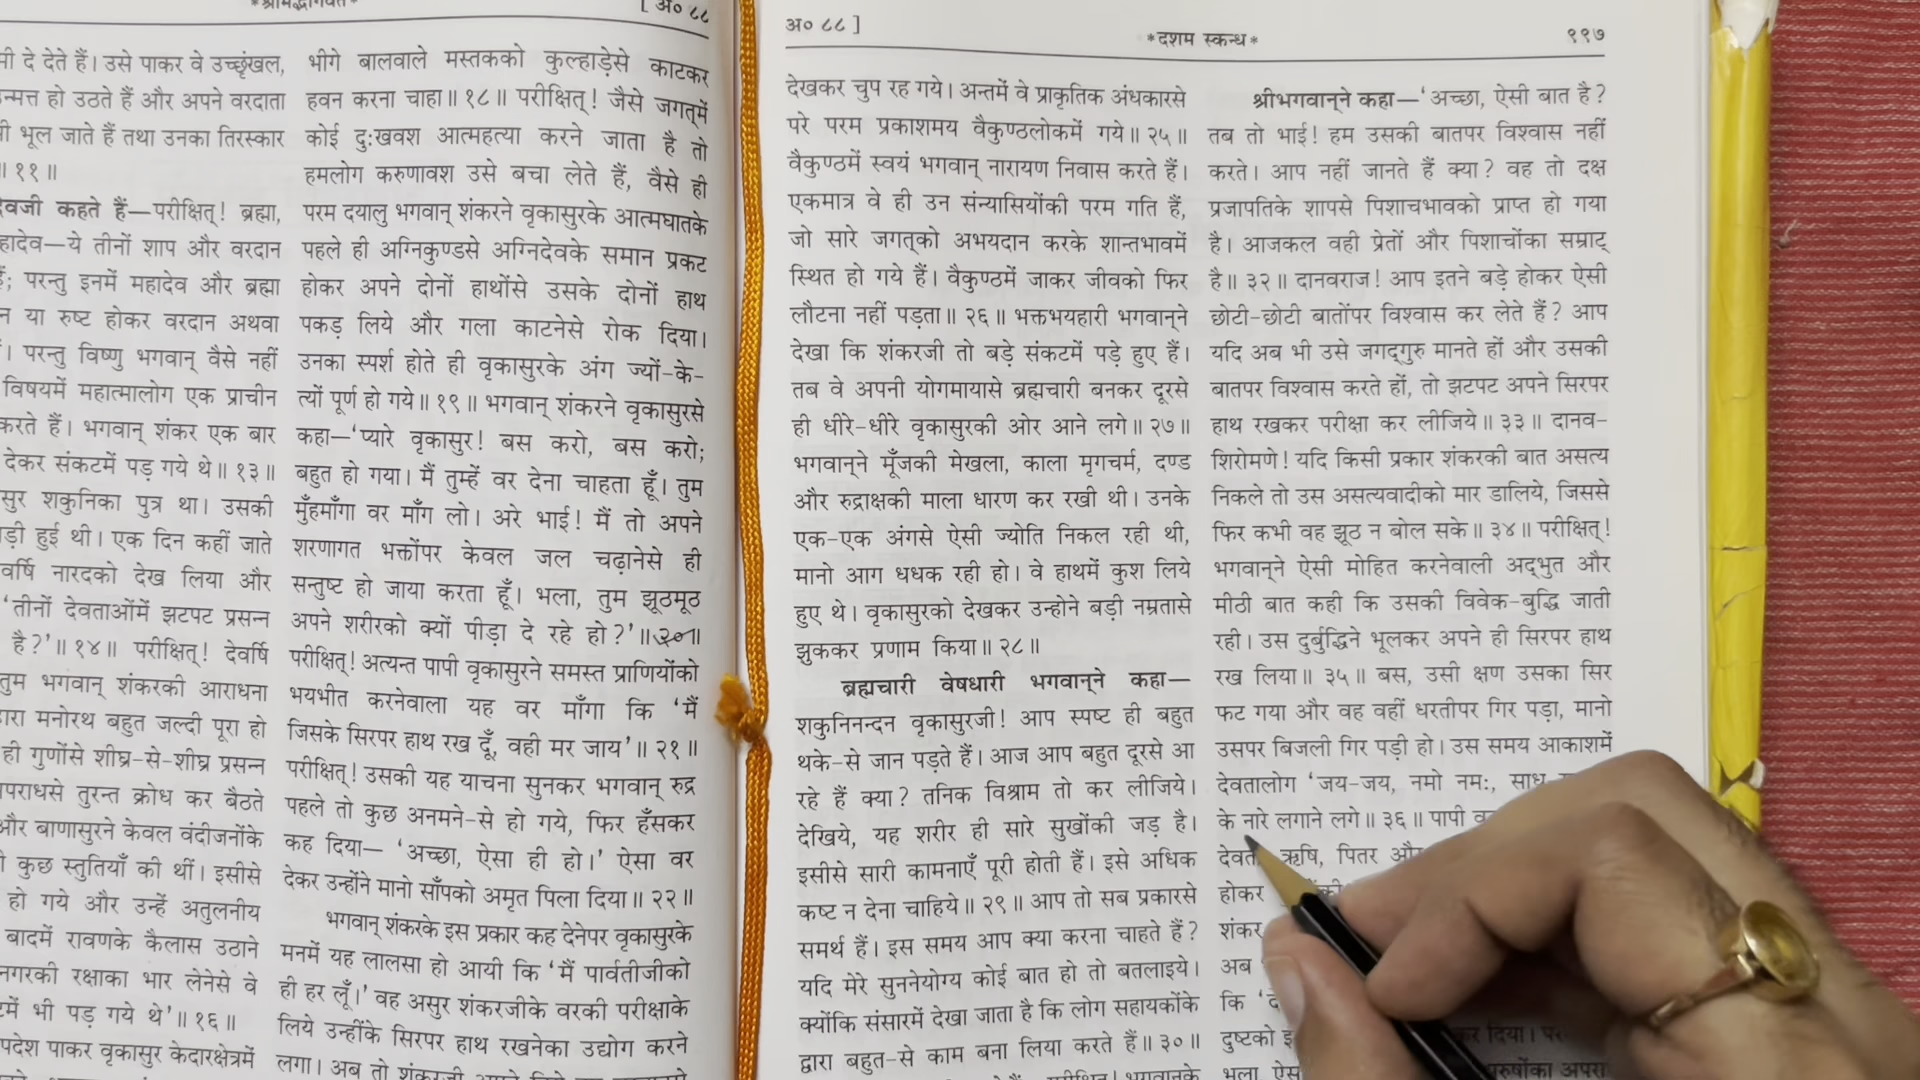 *श्रीमद्भागवत*
[ अ० ८८
दे देते हैं। उसे पाकर वे उच्छृंखल,
उन्मत्त हो उठते हैं और अपने वरदाता
भूल जाते हैं तथा उनका तिरस्कार
॥ ११ ॥
कहते हैं—परीक्षित्! ब्रह्मा,
ये तीनों शाप और वरदान
परन्तु इनमें महादेव और ब्रह्मा
या रुष्ट होकर वरदान अथवा
। परन्तु विष्णु भगवान् वैसे नहीं
विषयमें महात्मालोग एक प्राचीन
करते हैं। भगवान् शंकर एक बार
देकर संकटमें पड़ गये थे॥ १३॥
शकुनिका पुत्र था। उसकी
हुई थी। एक दिन कहीं जाते
नारदको देख लिया और
‘तीनों देवताओंमें झटपट प्रसन्न
है?’॥ १४॥ परीक्षित्! देवर्षि
तुम भगवान् शंकरकी आराधना
मनोरथ बहुत जल्दी पूरा हो
ही गुणोंसे शीघ्र-से-शीघ्र प्रसन्न
तुरन्त क्रोध कर बैठते
और बाणासुरने केवल वंदीजनोंके
कुछ स्तुतियाँ की थीं। इसीसे
हो गये और उन्हें अतुलनीय
बादमें रावणके कैलास उठाने
नगरकी रक्षाका भार लेनेसे वे
भी पड़ गये थे’॥ १६॥
पाकर वृकासुर केदारक्षेत्रमें
भीगे बालवाले मस्तकको कुल्हाड़ेसे काटकर
हवन करना चाहा॥ १८॥ परीक्षित्! जैसे जगत्‌में
कोई दुःखवश आत्महत्या करने जाता है तो
हमलोग करुणावश उसे बचा लेते हैं, वैसे ही
परम दयालु भगवान् शंकरने वृकासुरके आत्मघातके
पहले ही अग्निकुण्डसे अग्निदेवके समान प्रकट
होकर अपने दोनों हाथोंसे उसके दोनों हाथ
पकड़ लिये और गला काटनेसे रोक दिया।
उनका स्पर्श होते ही वृकासुरके अंग ज्यों-के-
त्यों पूर्ण हो गये॥ १९॥ भगवान् शंकरने वृकासुरसे
कहा—‘प्यारे वृकासुर! बस करो, बस करो;
बहुत हो गया। मैं तुम्हें वर देना चाहता हूँ। तुम
मुँहमाँगा वर माँग लो। अरे भाई! मैं तो अपने
शरणागत भक्तोंपर केवल जल चढ़ानेसे ही
सन्तुष्ट हो जाया करता हूँ। भला, तुम झूठमूठ
अपने शरीरको क्यों पीड़ा दे रहे हो?’॥ २०॥
परीक्षित्! अत्यन्त पापी वृकासुरने समस्त प्राणियोंको
भयभीत करनेवाला यह वर माँगा कि ‘मैं
जिसके सिरपर हाथ रख दूँ, वही मर जाय’॥ २१॥
परीक्षित्! उसकी यह याचना सुनकर भगवान् रुद्र
पहले तो कुछ अनमने-से हो गये, फिर हँसकर
कह दिया— ‘अच्छा, ऐसा ही हो।’ ऐसा वर
देकर उन्होंने मानो साँपको अमृत पिला दिया॥ २२॥
भगवान् शंकरके इस प्रकार कह देनेपर वृकासुरके
मनमें यह लालसा हो आयी कि ‘मैं पार्वतीजीको
ही हर लूँ।’ वह असुर शंकरजीके वरकी परीक्षाके
लिये उन्हींके सिरपर हाथ रखनेका उद्योग करने
लगा। अब तो शंकरजी
अ० ८८ ]
*दशम स्कन्ध*
९९७
देखकर चुप रह गये। अन्तमें वे प्राकृतिक अंधकारसे
परे परम प्रकाशमय वैकुण्ठलोकमें गये॥ २५॥
वैकुण्ठमें स्वयं भगवान् नारायण निवास करते हैं।
एकमात्र वे ही उन संन्यासियोंकी परम गति हैं,
जो सारे जगत्‌को अभयदान करके शान्तभावमें
स्थित हो गये हैं। वैकुण्ठमें जाकर जीवको फिर
लौटना नहीं पड़ता॥ २६॥ भक्तभयहारी भगवान्‌ने
देखा कि शंकरजी तो बड़े संकटमें पड़े हुए हैं।
तब वे अपनी योगमायासे ब्रह्मचारी बनकर दूरसे
ही धीरे-धीरे वृकासुरकी ओर आने लगे॥ २७॥
भगवान्‌ने मूँजकी मेखला, काला मृगचर्म, दण्ड
और रुद्राक्षकी माला धारण कर रखी थी। उनके
एक-एक अंगसे ऐसी ज्योति निकल रही थी,
मानो आग धधक रही हो। वे हाथमें कुश लिये
हुए थे। वृकासुरको देखकर उन्होंने बड़ी नम्रतासे
झुककर प्रणाम किया॥ २८॥
ब्रह्मचारी वेषधारी भगवान्‌ने कहा—
शकुनिनन्दन वृकासुरजी! आप स्पष्ट ही बहुत
थके-से जान पड़ते हैं। आज आप बहुत दूरसे आ
रहे हैं क्या? तनिक विश्राम तो कर लीजिये।
देखिये, यह शरीर ही सारे सुखोंकी जड़ है।
इसीसे सारी कामनाएँ पूरी होती हैं। इसे अधिक
कष्ट न देना चाहिये॥ २९॥ आप तो सब प्रकारसे
समर्थ हैं। इस समय आप क्या करना चाहते हैं?
यदि मेरे सुननेयोग्य कोई बात हो तो बतलाइये।
क्योंकि संसारमें देखा जाता है कि लोग सहायकोंके
द्वारा बहुत-से काम बना लिया करते हैं॥ ३०॥
श्रीभगवान्‌ने कहा—‘अच्छा, ऐसी बात है?
तब तो भाई! हम उसकी बातपर विश्वास नहीं
करते। आप नहीं जानते हैं क्या? वह तो दक्ष
प्रजापतिके शापसे पिशाचभावको प्राप्त हो गया
है। आजकल वही प्रेतों और पिशाचोंका सम्राट्
है॥ ३२॥ दानवराज! आप इतने बड़े होकर ऐसी
छोटी-छोटी बातोंपर विश्वास कर लेते हैं? आप
यदि अब भी उसे जगद्‌गुरु मानते हों और उसकी
बातपर विश्वास करते हों, तो झटपट अपने सिरपर
हाथ रखकर परीक्षा कर लीजिये॥ ३३॥ दानव-
शिरोमणे! यदि किसी प्रकार शंकरकी बात असत्य
निकले तो उस असत्यवादीको मार डालिये, जिससे
फिर कभी वह झूठ न बोल सके॥ ३४॥ परीक्षित्!
भगवान्‌ने ऐसी मोहित करनेवाली अद्‌भुत और
मीठी बात कही कि उसकी विवेक-बुद्धि जाती
रही। उस दुर्बुद्धिने भूलकर अपने ही सिरपर हाथ
रख लिया॥ ३५॥ बस, उसी क्षण उसका सिर
फट गया और वह वहीं धरतीपर गिर पड़ा, मानो
उसपर बिजली गिर पड़ी हो। उस समय आकाशमें
देवतालोग ‘जय-जय, नमो नमः, साधु
के नारे लगाने लगे॥ ३६॥ पापी
ऋषि, पितर और
होकर
शंकर
अब
कि
दुष्टको
भला